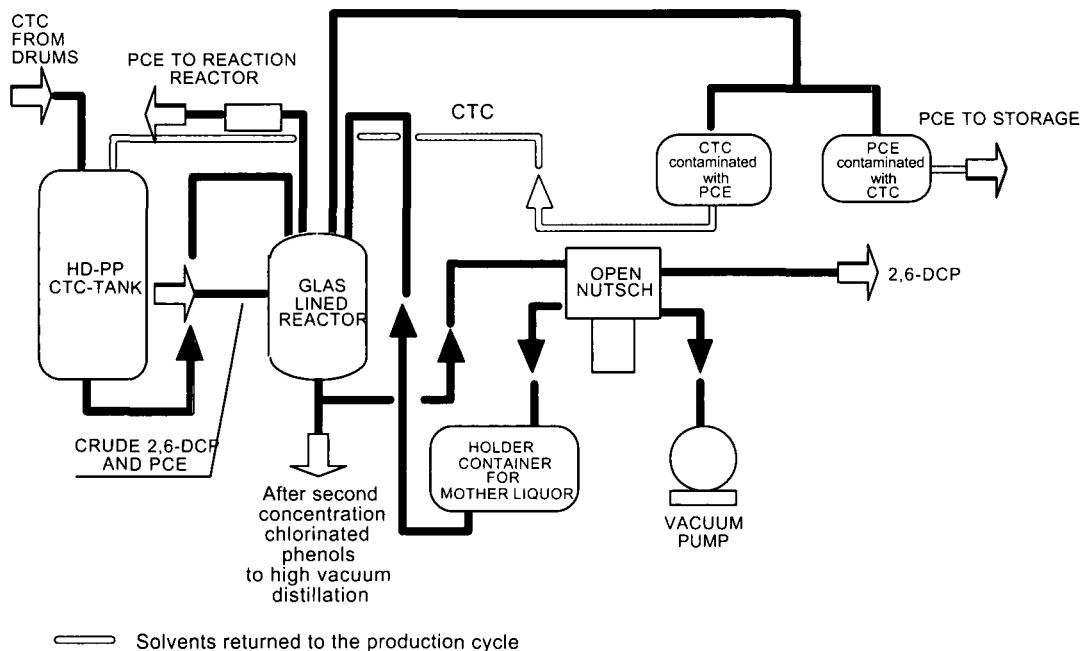 CTC
FROM
DRUMS
PCE TO REACTION
REACTOR
CTC
CTC
contaminated
with
PCE
PCE
contaminated
with
CTC
PCE TO STORAGE
HD-PP
CTC-TANK
GLAS
LINED
REACTOR
OPEN
NUTSCH
2,6-DCP
CRUDE 2,6-DCP
AND PCE
HOLDER
CONTAINER
FOR
MOTHER LIQUOR
After second
concentration
chlorinated
phenols
to high vacuum
distillation
VACUUM
PUMP
Solvents returned to the production cycle